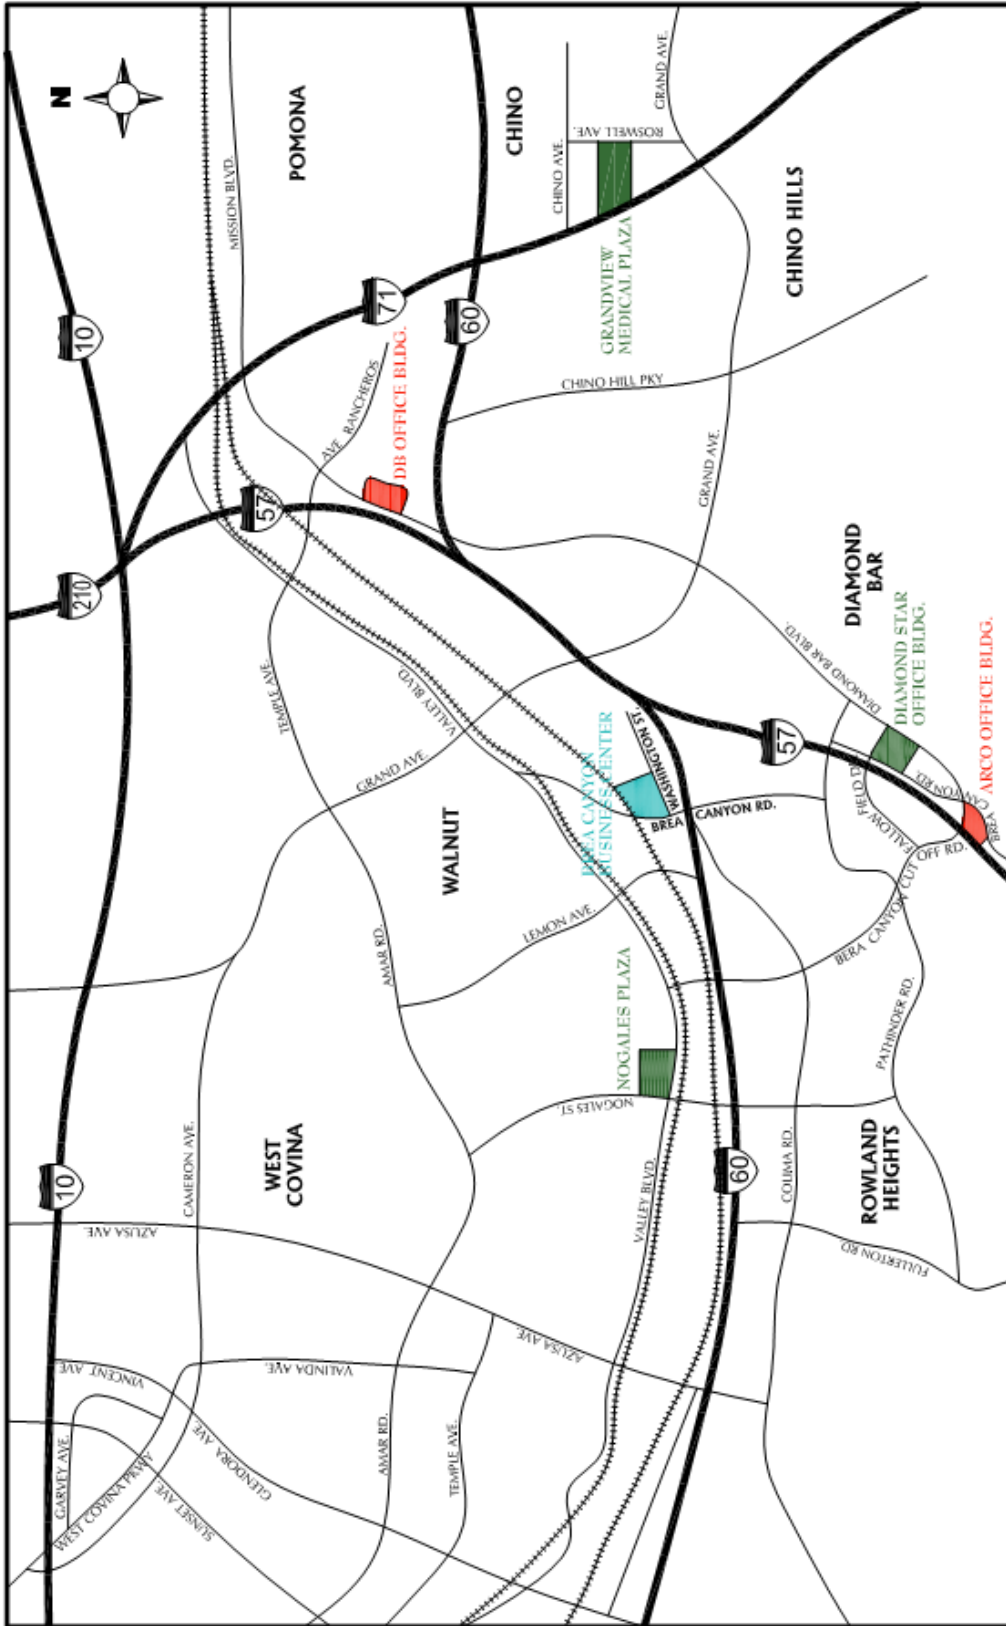 N
10
210
57
71
60
MISSION BLVD.
POMONA
CHINO
CHINO AVE.
ROSWELL AVE.
GRAND AVE.
GRANDVIEW
MEDICAL PLAZA
CHINO HILLS
CHINO HILL PKY
GRAND AVE.
AVE RANCHEROS
DB OFFICE BLDG.
TEMPLE AVE.
VALLEY BLVD.
GRAND AVE.
DIAMOND
BAR
DIAMOND BAR BLVD.
DIAMOND STAR
OFFICE BLDG.
57
ARCO OFFICE BLDG.
BREA CANYON RD.
FALLOW FIELD D
BREA CANYON
BUSINESS CENTER
WASHINGTON ST.
BREA CANYON RD.
BERA CANYON CUT OFF RD.
WALNUT
LEMON AVE.
AMAR RD.
NOGALES PLAZA
NOGALES ST.
PATHFINDER RD.
10
CAMERON AVE.
WEST
COVINA
VALLEY BLVD.
60
COLIMA RD.
ROWLAND
HEIGHTS
FULLERTON RD
AZUSA AVE.
AZUSA AVE.
VINCENT AVE
VALINDA AVE.
GARVEY AVE.
WEST COVINA PKWY
SUNSET AVE.
GLENDORA AVE.
AMAR RD.
TEMPLE AVE.